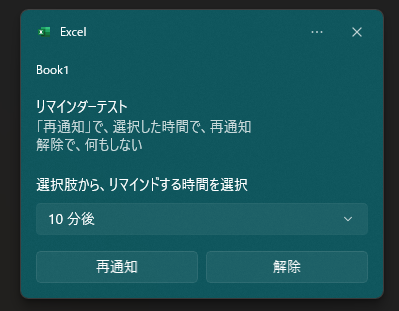 Excel
Book1
リマインダーテスト
「再通知」で、選択した時間で、再通知
解除で、何もしない
選択肢から、リマインドする時間を選択
10 分後
再通知
解除